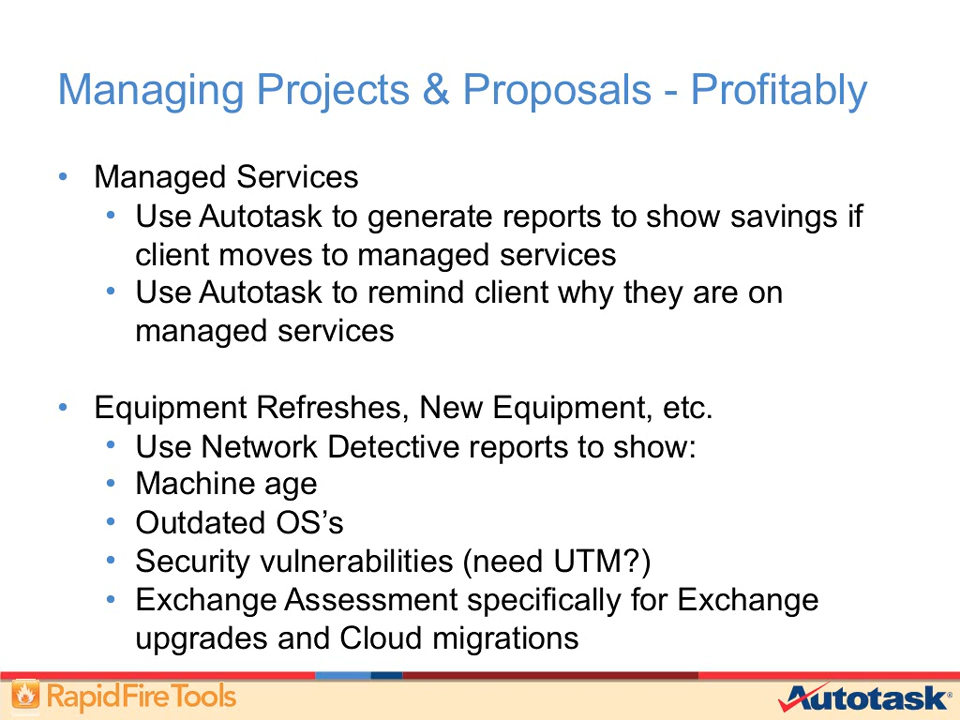 Managing Projects & Proposals - Profitably
• Managed Services
• Use Autotask to generate reports to show savings if
client moves to managed services
• Use Autotask to remind client why they are on
managed services
• Equipment Refreshes, New Equipment, etc.
• Use Network Detective reports to show:
• Machine age
• Outdated OS’s
• Security vulnerabilities (need UTM?)
• Exchange Assessment specifically for Exchange
upgrades and Cloud migrations
RapidFireTools
Autotask®